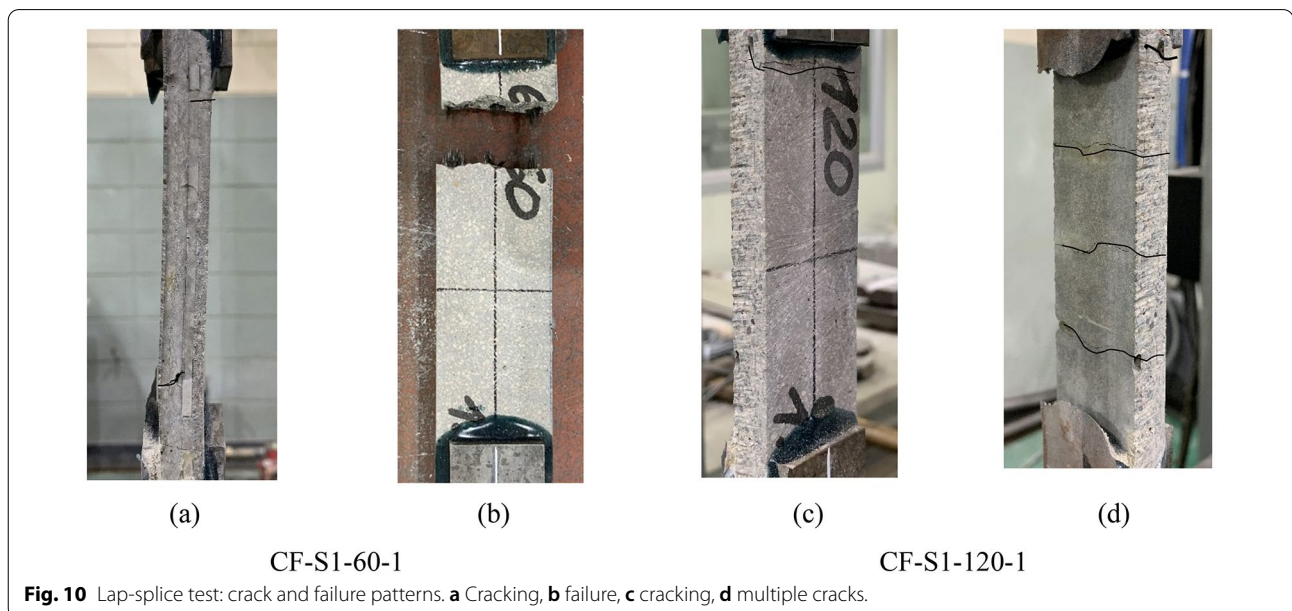 60
120
(a)
(b)
(c)
(d)
CF-S1-60-1
CF-S1-120-1
Fig. 10 Lap-splice test: crack and failure patterns. a Cracking, b failure, c cracking, d multiple cracks.